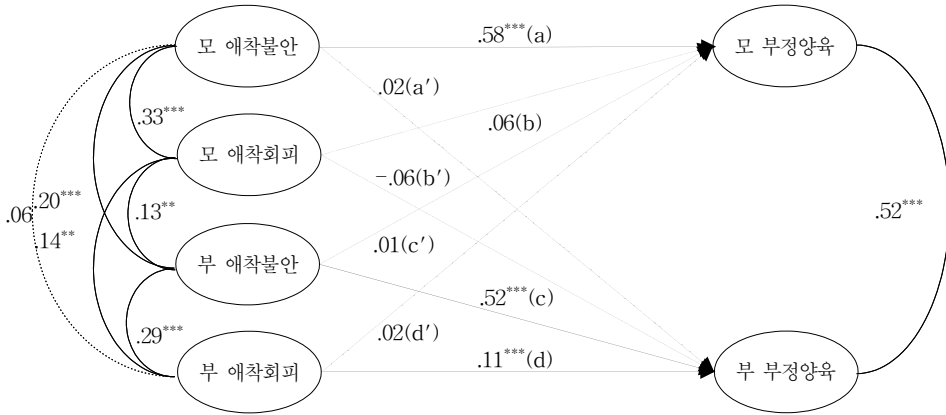 모 애착불안
.58***(a)
모 부정양육
.02(a′)
.33***
.06(b)
모 애착회피
-.06(b′)
.06
.20***
.13**
.52***
.14**
.01(c′)
부 애착불안
.52***(c)
.29***
.02(d′)
부 애착회피
.11***(d)
부 부정양육